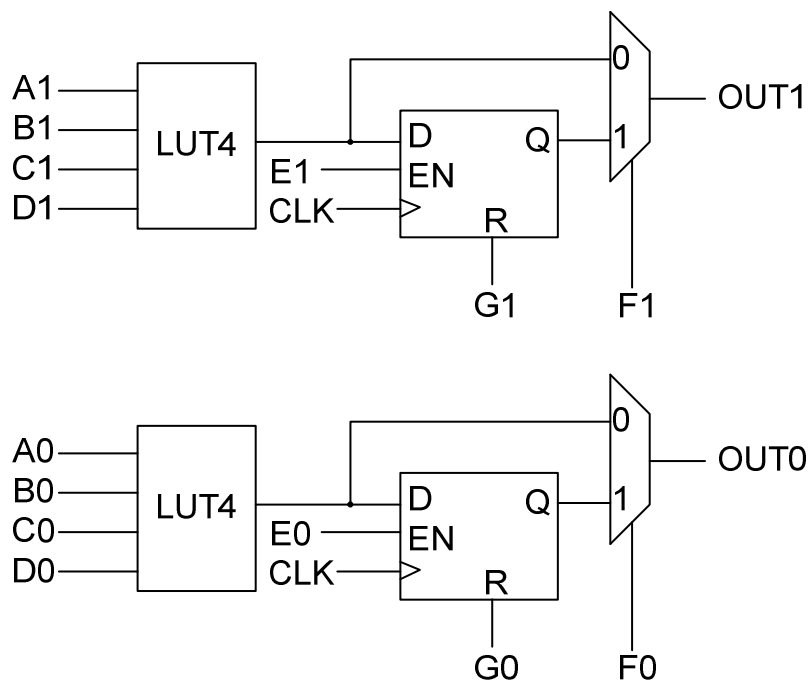 A1
B1
C1
D1
LUT4
E1
CLK
D
EN
Q
R
G1
0
1
F1
OUT1
A0
B0
C0
D0
LUT4
E0
CLK
D
EN
Q
R
G0
0
1
F0
OUT0